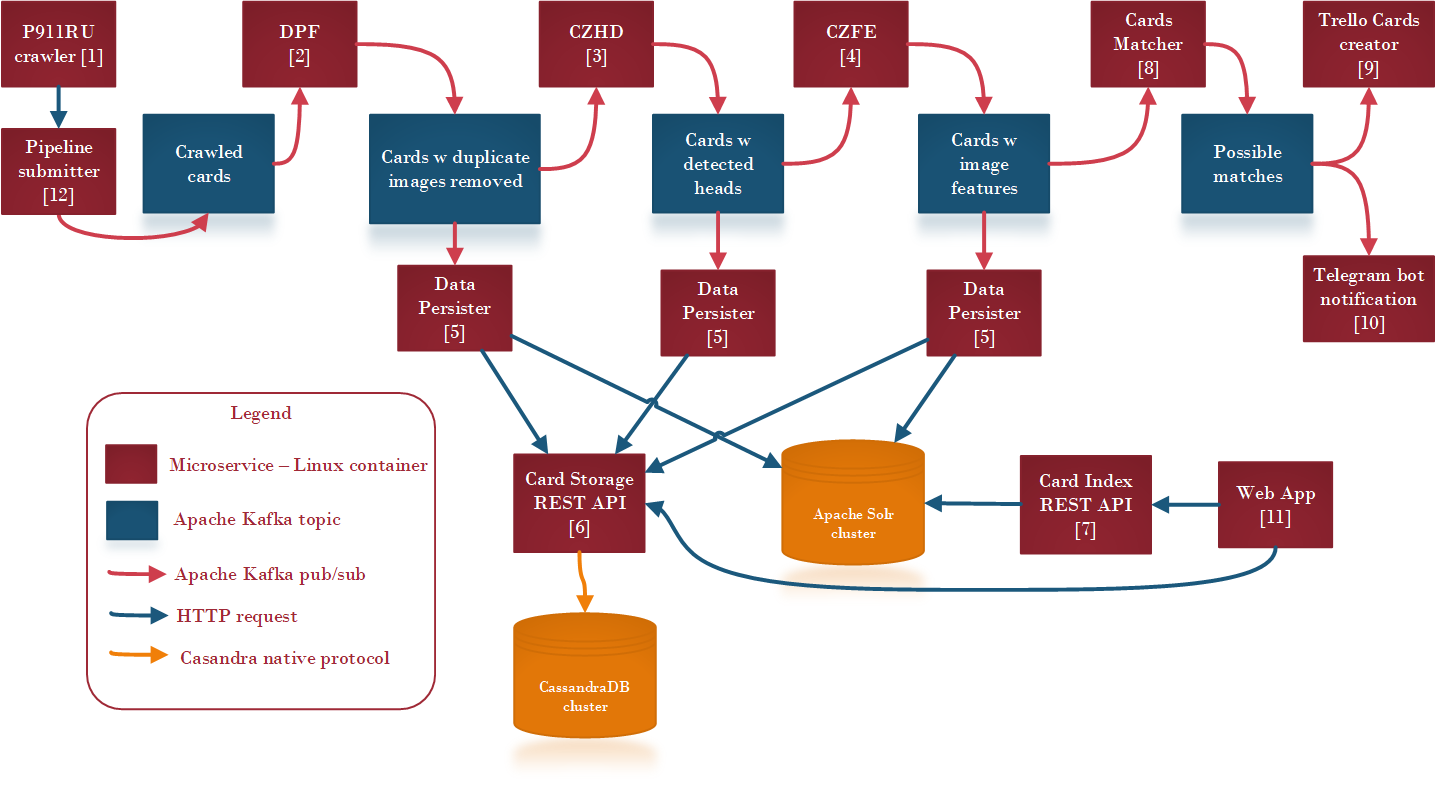 P911RU
crawler [1]
DPF
[2]
CZHD
[3]
CZFE
[4]
Cards
Matcher
[8]
Trello Cards
creator
[9]
Pipeline
submitter
[12]
Crawled
cards
Cards w duplicate
images removed
Cards w
detected
heads
Cards w
image
features
Possible
matches
Data
Persister
[5]
Data
Persister
[5]
Data
Persister
[5]
Telegram bot
notification
[10]
Legend
Microservice – Linux container
Apache Kafka topic
Apache Kafka pub/sub
HTTP request
Casandra native protocol
Card Storage
REST API
[6]
Apache Solr
cluster
Card Index
REST API
[7]
Web App
[11]
CassandraDB
cluster